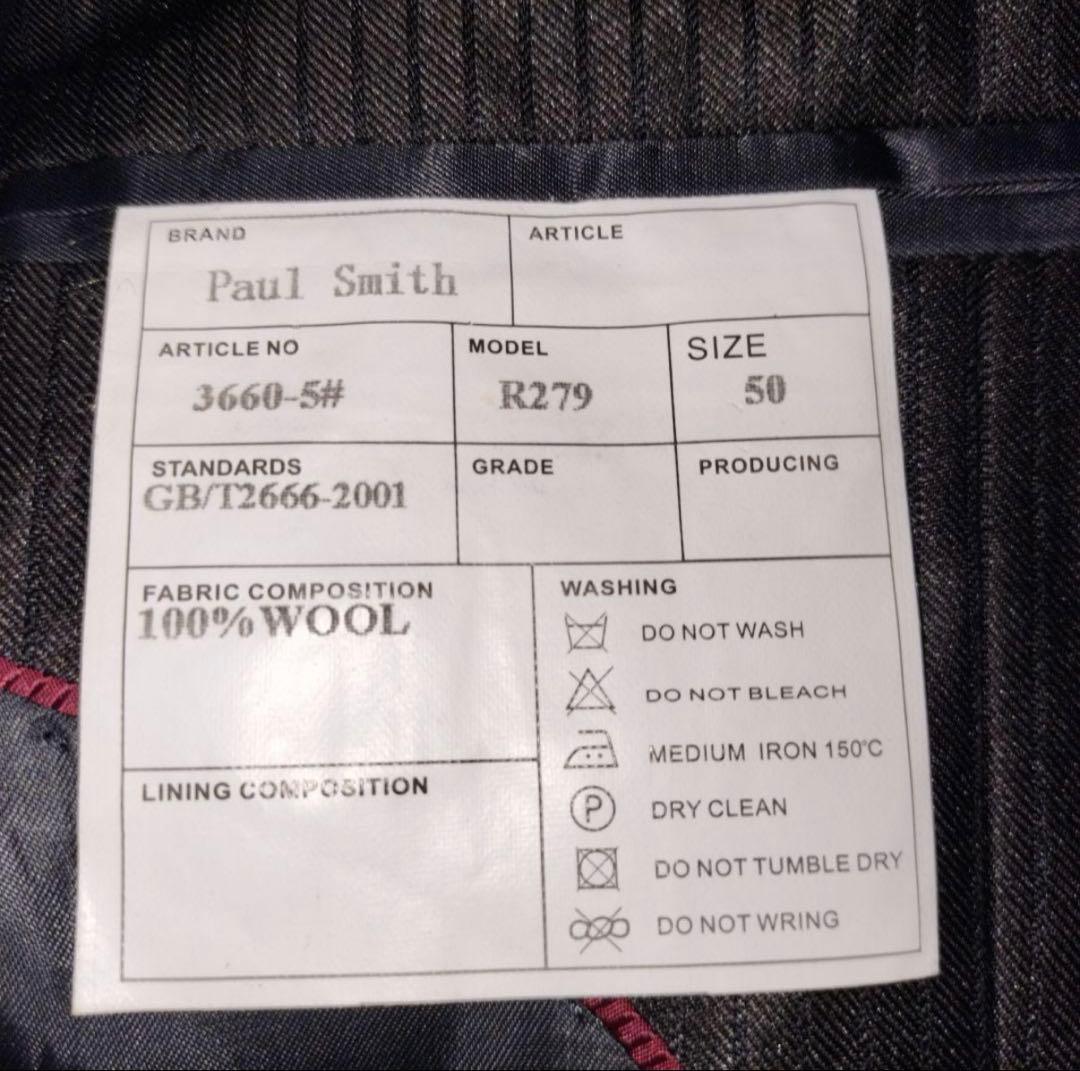 BRAND
Paul Smith
ARTICLE
ARTICLE NO
3660-5#
MODEL
R279
SIZE
50
STANDARDS
GB/T2666-2001
GRADE
PRODUCING
FABRIC COMPOSITION
100%WOOL
LINING COMPOSITION
WASHING
DO NOT WASH
DO NOT BLEACH
MEDIUM IRON 150℃
P DRY CLEAN
DO NOT TUMBLE DRY
DO NOT WRING